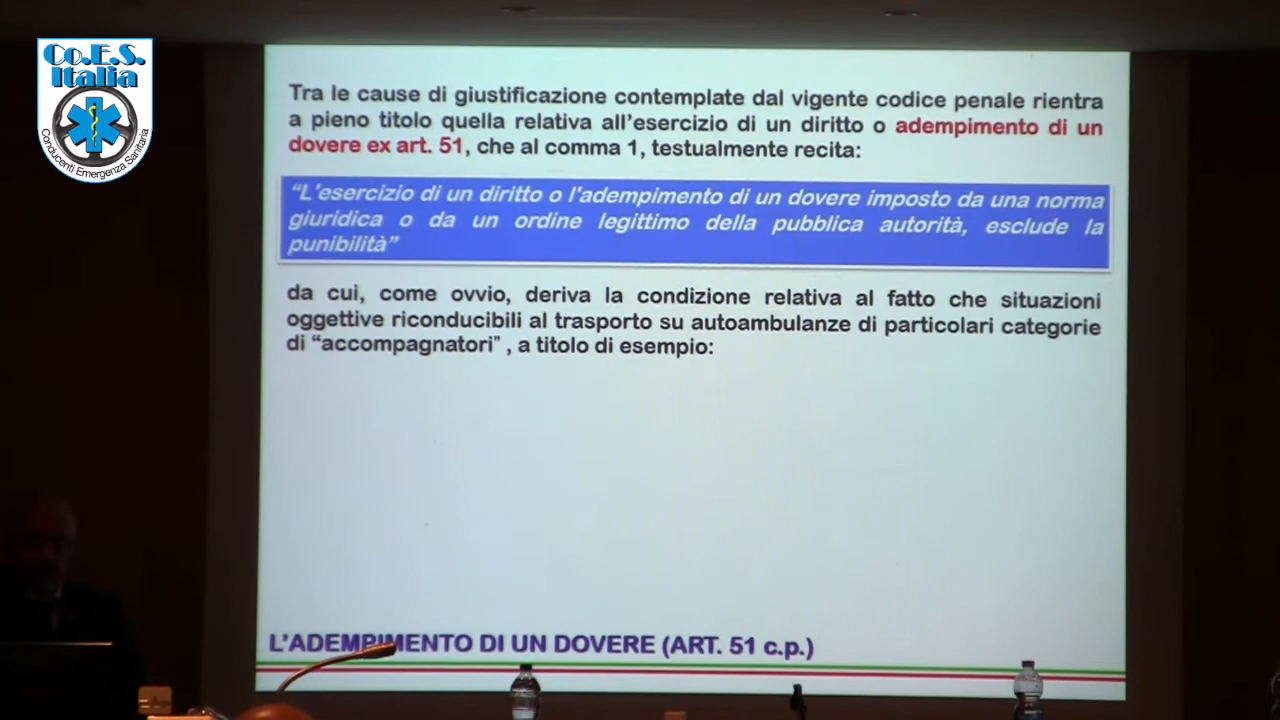 Co.E.S.
Italia
Conducenti Emergenza Sanitaria
Tra le cause di giustificazione contemplate dal vigente codice penale rientra
a pieno titolo quella relativa all'esercizio di un diritto o adempimento di un
dovere ex art. 51, che al comma 1, testualmente recita:
“L'esercizio di un diritto o l'adempimento di un dovere imposto da una norma
giuridica o da un ordine legittimo della pubblica autorità, esclude la
punibilità”
da cui, come ovvio, deriva la condizione relativa al fatto che situazioni
oggettive riconducibili al trasporto su autoambulanze di particolari categorie
di “accompagnatori” , a titolo di esempio:
L’ADEMPIMENTO DI UN DOVERE (ART. 51 c.p.)